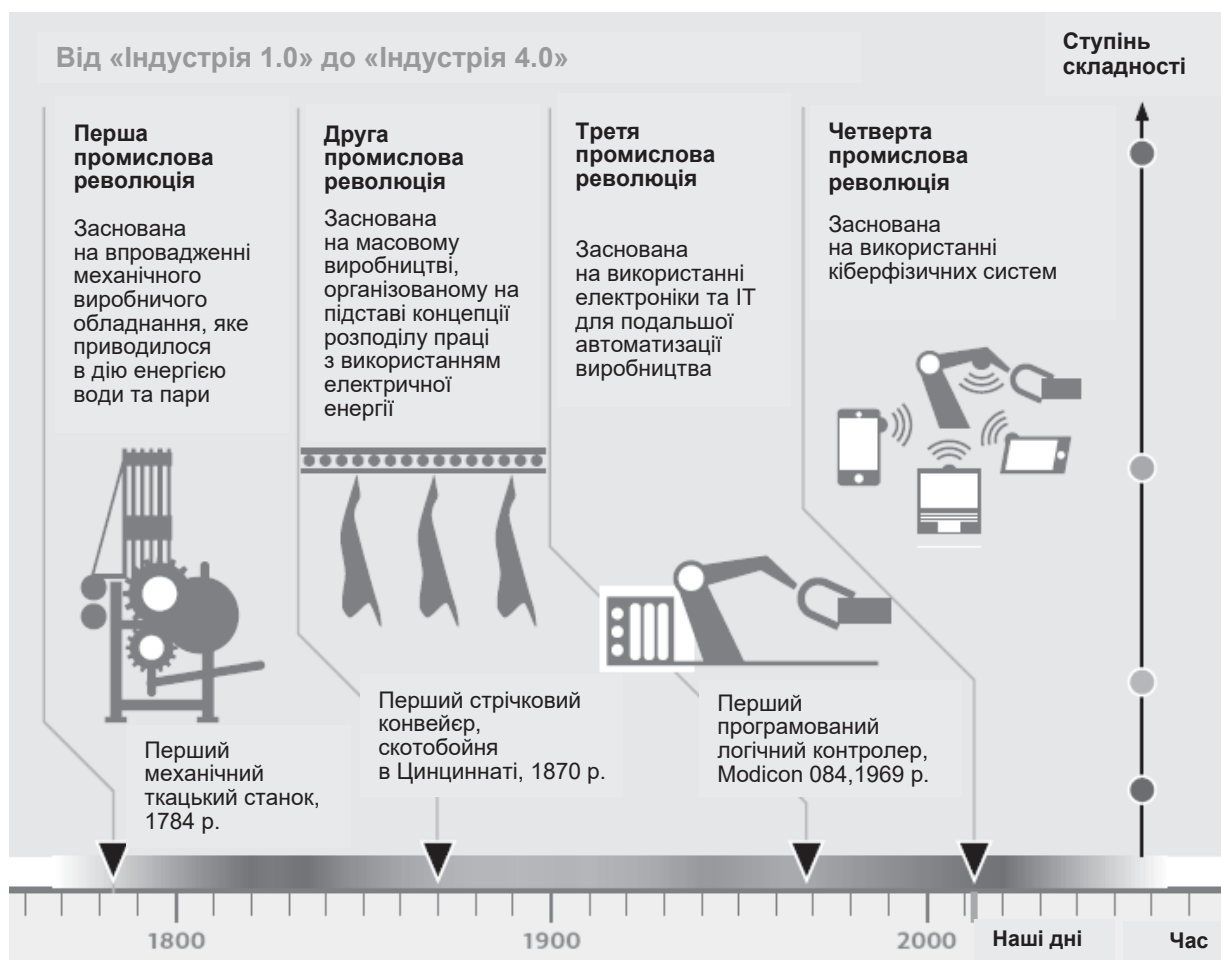 Від «Індустрія 1.0» до «Індустрія 4.0»
Ступінь
складності
Перша
промислова
революція
Заснована
на впровадженні
механічного
виробничого
обладнання, яке
приводилося
в дію енергією
води та пари
Друга
промислова
революція
Заснована
на масовому
виробництві,
організованому на
підставі концепції
розподілу праці
з використанням
електричної
енергії
Третя
промислова
революція
Заснована
на використанні
електроніки та ІТ
для подальшої
автоматизації
виробництва
Четверта
промислова
революція
Заснована
на використанні
кіберфізичних систем
Перший
механічний
ткацький станок,
1784 р.
Перший стрічковий
конвейєр,
скотобойня
в Цинциннаті, 1870 р.
Перший
програмований
логічний контролер,
Modicon 084,1969 р.
1800
1900
2000
Наші дні
Час